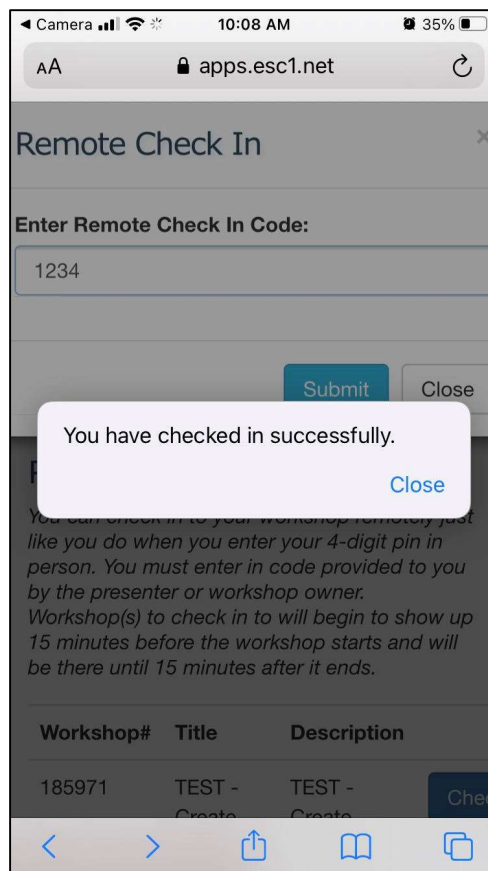 ◀ Camera 10:08 AM 35%
AA apps.esc1.net
Remote Check In ×
Enter Remote Check In Code:
1234
Submit Close
You have checked in successfully.
Close
You can check in to your workshop remotely just
like you do when you enter your 4-digit pin in
person. You must enter in code provided to you
by the presenter or workshop owner.
Workshop(s) to check in to will begin to show up
15 minutes before the workshop starts and will
be there until 15 minutes after it ends.
Workshop# Title Description
185971 TEST - TEST - Chec
Create Create